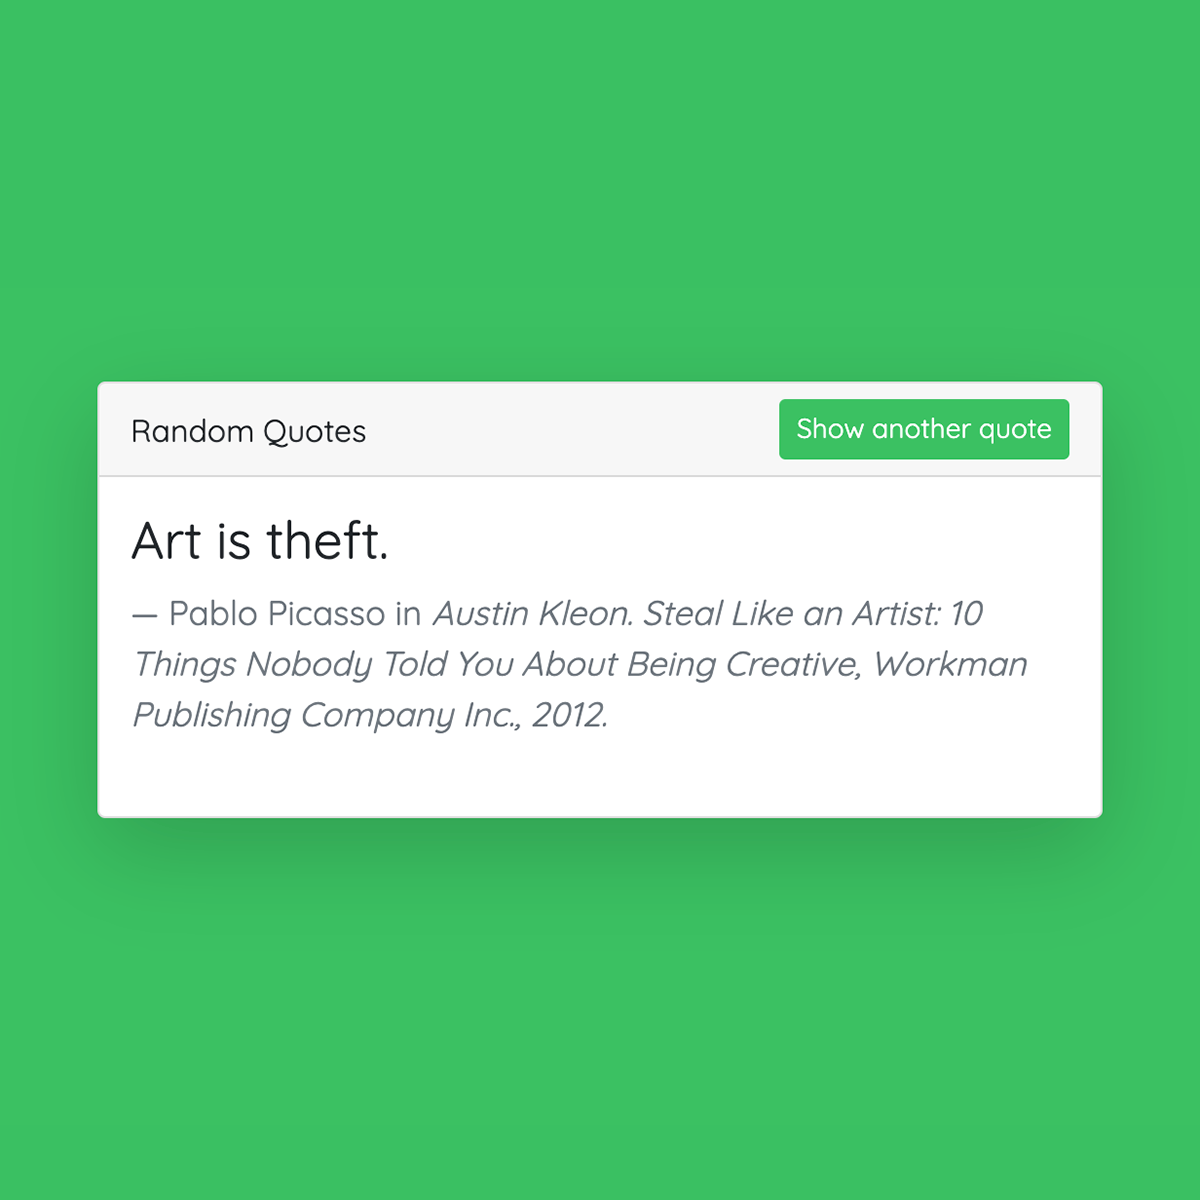 Random Quotes
Show another quote
Art is theft.
— Pablo Picasso in Austin Kleon. Steal Like an Artist: 10
Things Nobody Told You About Being Creative, Workman
Publishing Company Inc., 2012.